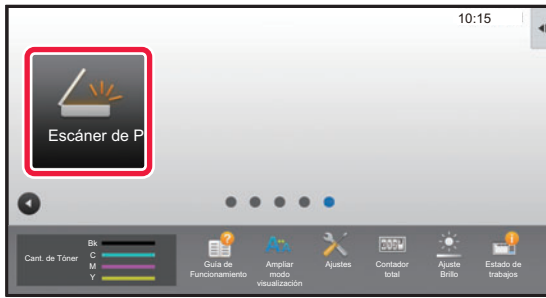 10:15
Escáner de P
Bk
Cant. de Tóner
C
M
Y
Guía de
Funcionamiento
Ampliar
modo
visualización
Ajustes
Contador
total
Ajuste
Brillo
Estado de
trabajos